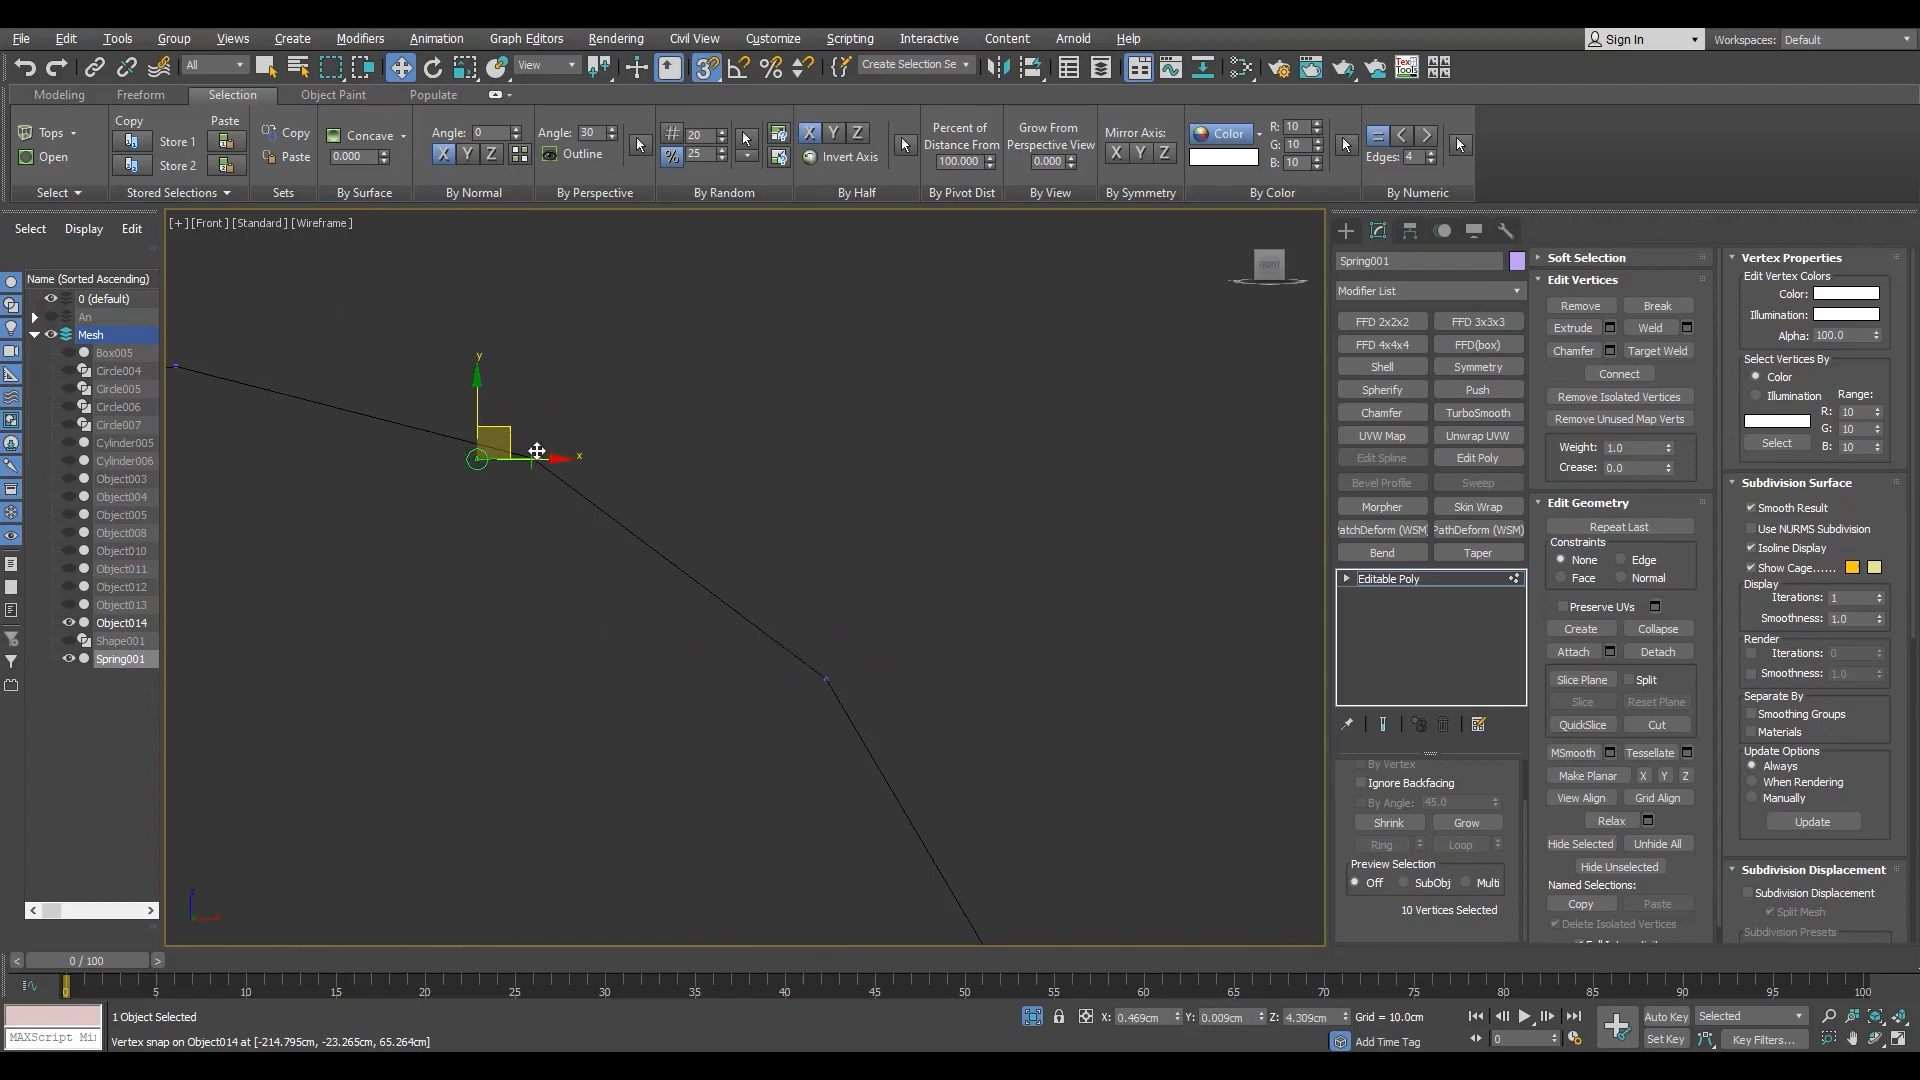 File Edit Tools Group Views Create Modifiers Animation Graph Editors Rendering Civil View Customize Scripting Interactive Content Arnold Help Sign In Workspaces: Default
All View Create Selection Se
Modeling Freeform Selection Object Paint Populate
Tops Copy Store 1 Paste Copy Concave Angle: 0 Angle: 30 20 X Y Z Percent of Distance From 100.000 Grow From Perspective View 0.000 Mirror Axis: X Y Z Color R: 10 G: 10 B: 10 Edges: 4
Open Store 2 Paste 0.000 X Y Z Outline 25 Invert Axis
Select Stored Selections Sets By Surface By Normal By Perspective By Random By Half By Pivot Dist By View By Symmetry By Color By Numeric
Select Display Edit
Name (Sorted Ascending)
0 (default)
An
Mesh
Box005
Circle004
Circle005
Circle006
Circle007
Cylinder005
Cylinder006
Object003
Object004
Object005
Object008
Object010
Object011
Object012
Object013
Object014
Shape001
Spring001
[+] [Front] [Standard] [Wireframe]
FRONT
y
x
z
Spring001
Modifier List
FFD 2x2x2 FFD 3x3x3
FFD 4x4x4 FFD(box)
Shell Symmetry
Spherify Push
Chamfer TurboSmooth
UVW Map Unwrap UVW
Edit Spline Edit Poly
Bevel Profile Sweep
Morpher Skin Wrap
PatchDeform (WSM) PathDeform (WSM)
Bend Taper
Editable Poly
By Vertex
Ignore Backfacing
By Angle: 45.0
Shrink Grow
Ring Loop
Preview Selection
Off SubObj Multi
10 Vertices Selected
Soft Selection
Edit Vertices
Remove Break
Extrude Weld
Chamfer Target Weld
Connect
Remove Isolated Vertices
Remove Unused Map Verts
Weight: 1.0
Crease: 0.0
Edit Geometry
Repeat Last
Constraints
None Edge
Face Normal
Preserve UVs
Create Collapse
Attach Detach
Slice Plane Split
Slice Reset Plane
QuickSlice Cut
MSmooth Tessellate
Make Planar X Y Z
View Align Grid Align
Relax
Hide Selected Unhide All
Hide Unselected
Named Selections:
Copy Paste
Delete Isolated Vertices
Vertex Properties
Edit Vertex Colors
Color:
Illumination:
Alpha: 100.0
Select Vertices By
Color
Illumination Range:
R: 10
G: 10
Select B: 10
Subdivision Surface
Smooth Result
Use NURMS Subdivision
Isoline Display
Show Cage......
Display
Iterations: 1
Smoothness: 1.0
Render
Iterations: 0
Smoothness: 1.0
Separate By
Smoothing Groups
Materials
Update Options
Always
When Rendering
Manually
Update
Subdivision Displacement
Subdivision Displacement
Split Mesh
Subdivision Presets
0 / 100
0 5 10 15 20 25 30 35 40 45 50 55 60 65 70 75 80 85 90 95 100
1 Object Selected X: 0.469cm Y: 0.009cm Z: 4.309cm Grid = 10.0cm Auto Key Selected
MAXScript Mi Vertex snap on Object014 at [-214.795cm, -23.265cm, 65.264cm] Add Time Tag 0 Set Key Key Filters...